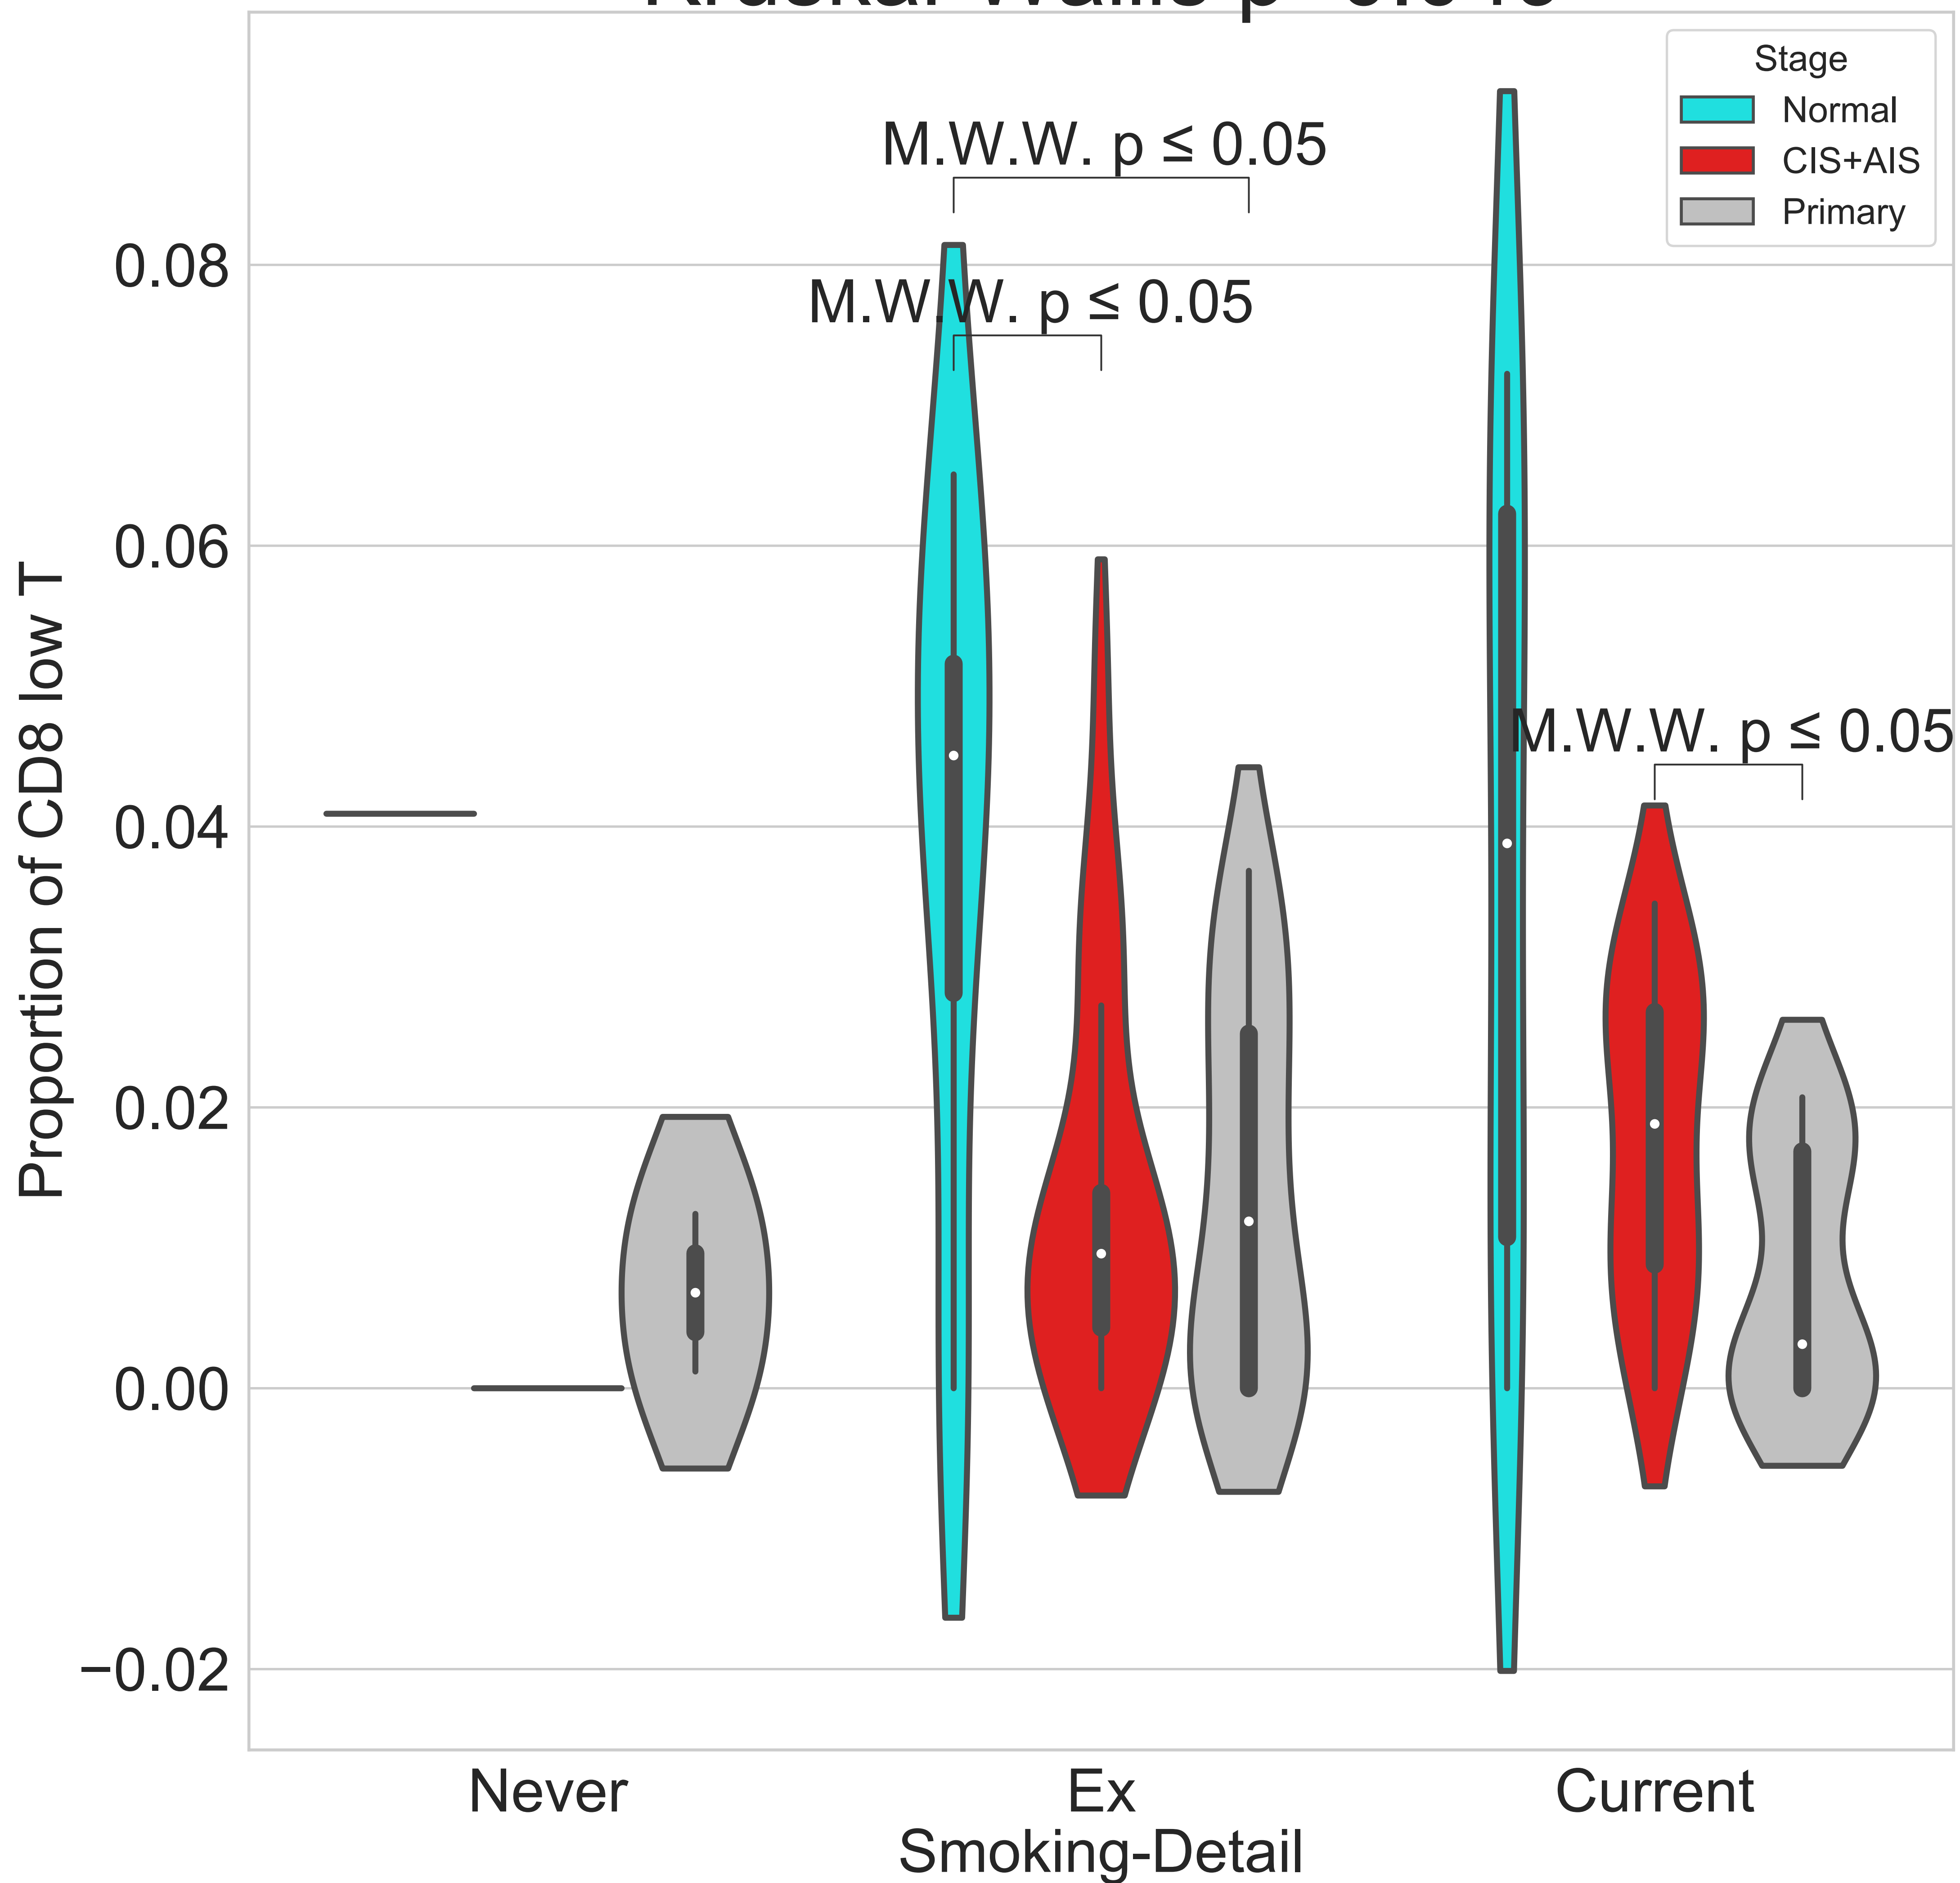 Stage
Normal
CIS+AIS
Primary
M.W.W. p ≤ 0.05
M.W.W. p ≤ 0.05
M.W.W. p ≤ 0.05
Proportion of CD8 low T
0.08
0.06
0.04
0.02
0.00
−0.02
Never
Ex
Current
Smoking-Detail